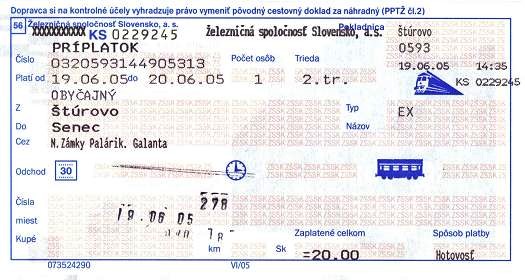 Dopravca si na kontrolné účely vyhradzuje právo vymeniť pôvodný cestovný doklad za náhradný (PPTŽ čl.2)
56 Železničná spoločnosť Slovensko, a. s. Pokladnica
XXXXXXXXXXX KS 0229245 Železničná spoločnosť Slovensko, a.s. Štúrovo
PRÍPLATOK 0593
Číslo 0320593144905313 Počet osôb Trieda 19.06.05 14:35
Platí od 19.06.05 do 20.06.05 1 2.tr. KS 0229245
OBYČAJNÝ
Z Štúrovo Typ EX
Do Senec Názov
Cez N.Zámky Palárik. Galanta
Odchod 30
Čísla 278
miest 19 06 05
Kupé km Sk Zaplatené celkom Spôsob platby
=20.00 Hotovosť
073524290 VI/05